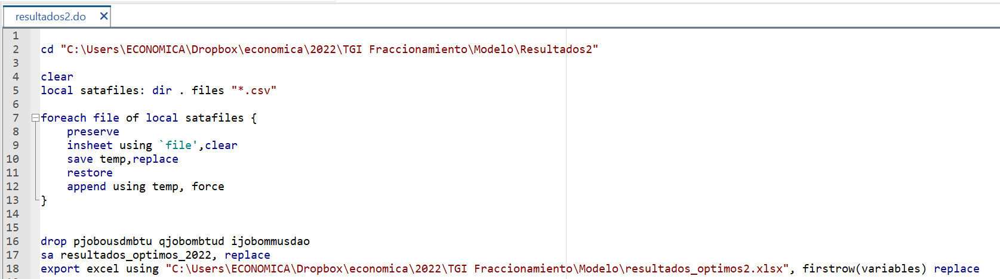 resultados2.do ✕
1
2 cd "C:\Users\ECONOMICA\Dropbox\economica\2022\TGI Fraccionamiento\Modelo\Resultados2"
3
4 clear
5 local satafiles: dir . files "*.csv"
6
7 foreach file of local satafiles {
8     preserve
9     insheet using `file',clear
10     save temp,replace
11     restore
12     append using temp, force
13 }
14
15
16 drop pjobousdmbtu qjobombtud ijobommusdao
17 sa resultados_optimos_2022, replace
18 export excel using "C:\Users\ECONOMICA\Dropbox\economica\2022\TGI Fraccionamiento\Modelo\resultados_optimos2.xlsx", firstrow(variables) replace